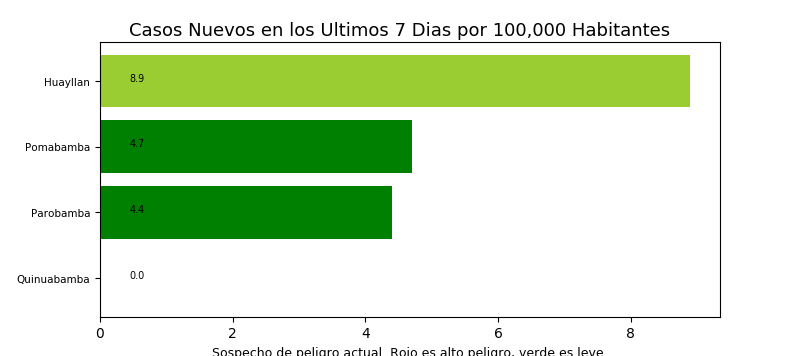 Casos Nuevos en los Ultimos 7 Dias por 100,000 Habitantes
Huayllan 8.9
Pomabamba 4.7
Parobamba 4.4
Quinuabamba 0.0
0 2 4 6 8
Sospecho de peligro actual. Rojo es alto peligro, verde es leve